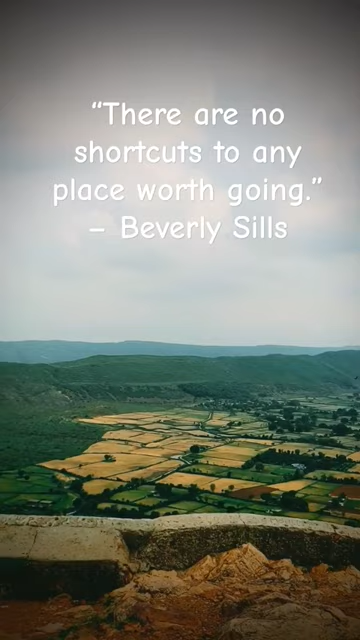 “There are no
shortcuts to any
place worth going.”
– Beverly Sills